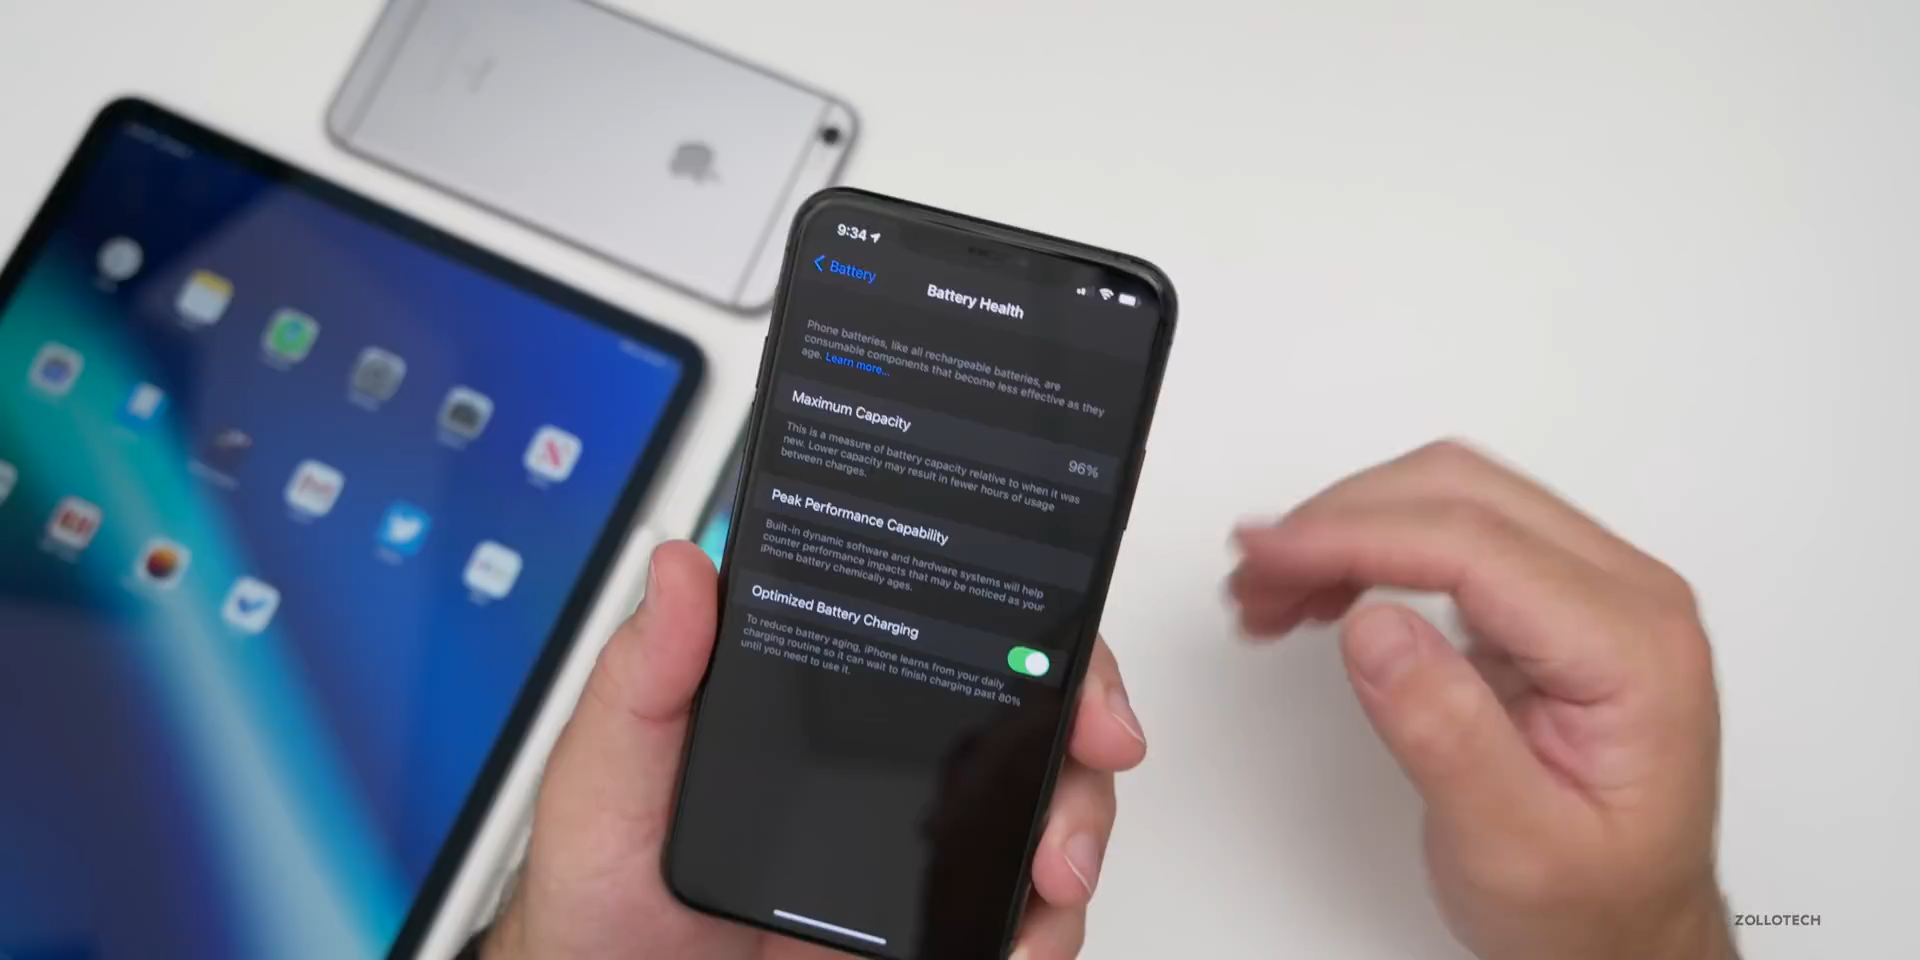 9:34
Battery
Battery Health
Phone batteries, like all rechargeable batteries, are
consumable components that become less effective as they
age. Learn more...
Maximum Capacity
96%
This is a measure of battery capacity relative to when it was
new. Lower capacity may result in fewer hours of usage
between charges.
Peak Performance Capability
Built-in dynamic software and hardware systems will help
counter performance impacts that may be noticed as your
iPhone battery chemically ages.
Optimized Battery Charging
To reduce battery aging, iPhone learns from your daily
charging routine so it can wait to finish charging past 80%
until you need to use it.
ZOLLOTECH